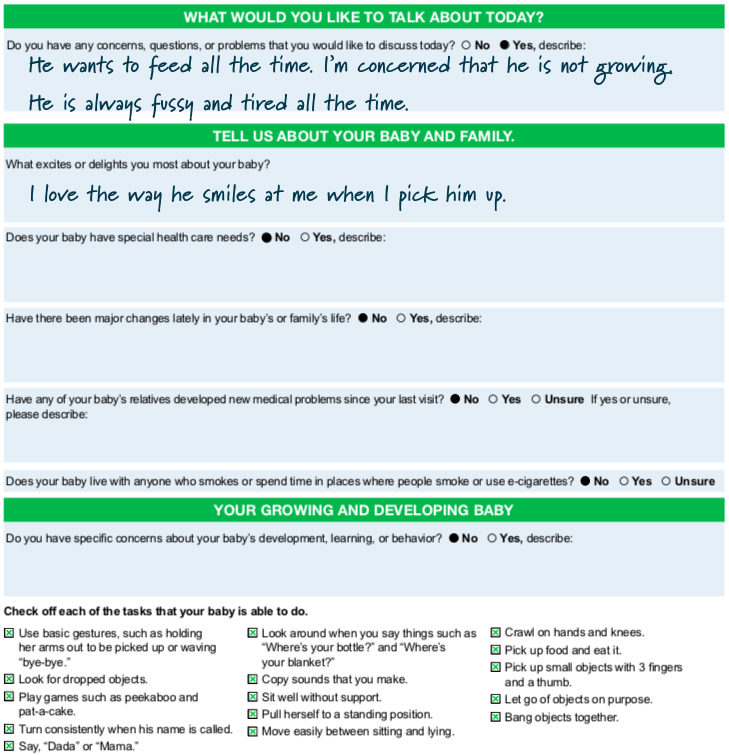 WHAT WOULD YOU LIKE TO TALK ABOUT TODAY?
Do you have any concerns, questions, or problems that you would like to discuss today? ○ No ● Yes, describe:
He wants to feed all the time. I'm concerned that he is not growing.
He is always fussy and tired all the time.
TELL US ABOUT YOUR BABY AND FAMILY.
What excites or delights you most about your baby?
I love the way he smiles at me when I pick him up.
Does your baby have special health care needs? ● No ○ Yes, describe:
Have there been major changes lately in your baby's or family's life? ● No ○ Yes, describe:
Have any of your baby's relatives developed new medical problems since your last visit? ● No ○ Yes ○ Unsure If yes or unsure,
please describe:
Does your baby live with anyone who smokes or spend time in places where people smoke or use e-cigarettes? ● No ○ Yes ○ Unsure
YOUR GROWING AND DEVELOPING BABY
Do you have specific concerns about your baby's development, learning, or behavior? ● No ○ Yes, describe:
Check off each of the tasks that your baby is able to do.
☒ Use basic gestures, such as holding
her arms out to be picked up or waving
"bye-bye."
☒ Look for dropped objects.
☒ Play games such as peekaboo and
pat-a-cake.
☒ Turn consistently when his name is called.
☒ Say, "Dada" or "Mama."
☒ Look around when you say things such as
"Where's your bottle?" and "Where's
your blanket?"
☒ Copy sounds that you make.
☒ Sit well without support.
☒ Pull herself to a standing position.
☒ Move easily between sitting and lying.
☒ Crawl on hands and knees.
☒ Pick up food and eat it.
☒ Pick up small objects with 3 fingers
and a thumb.
☒ Let go of objects on purpose.
☒ Bang objects together.